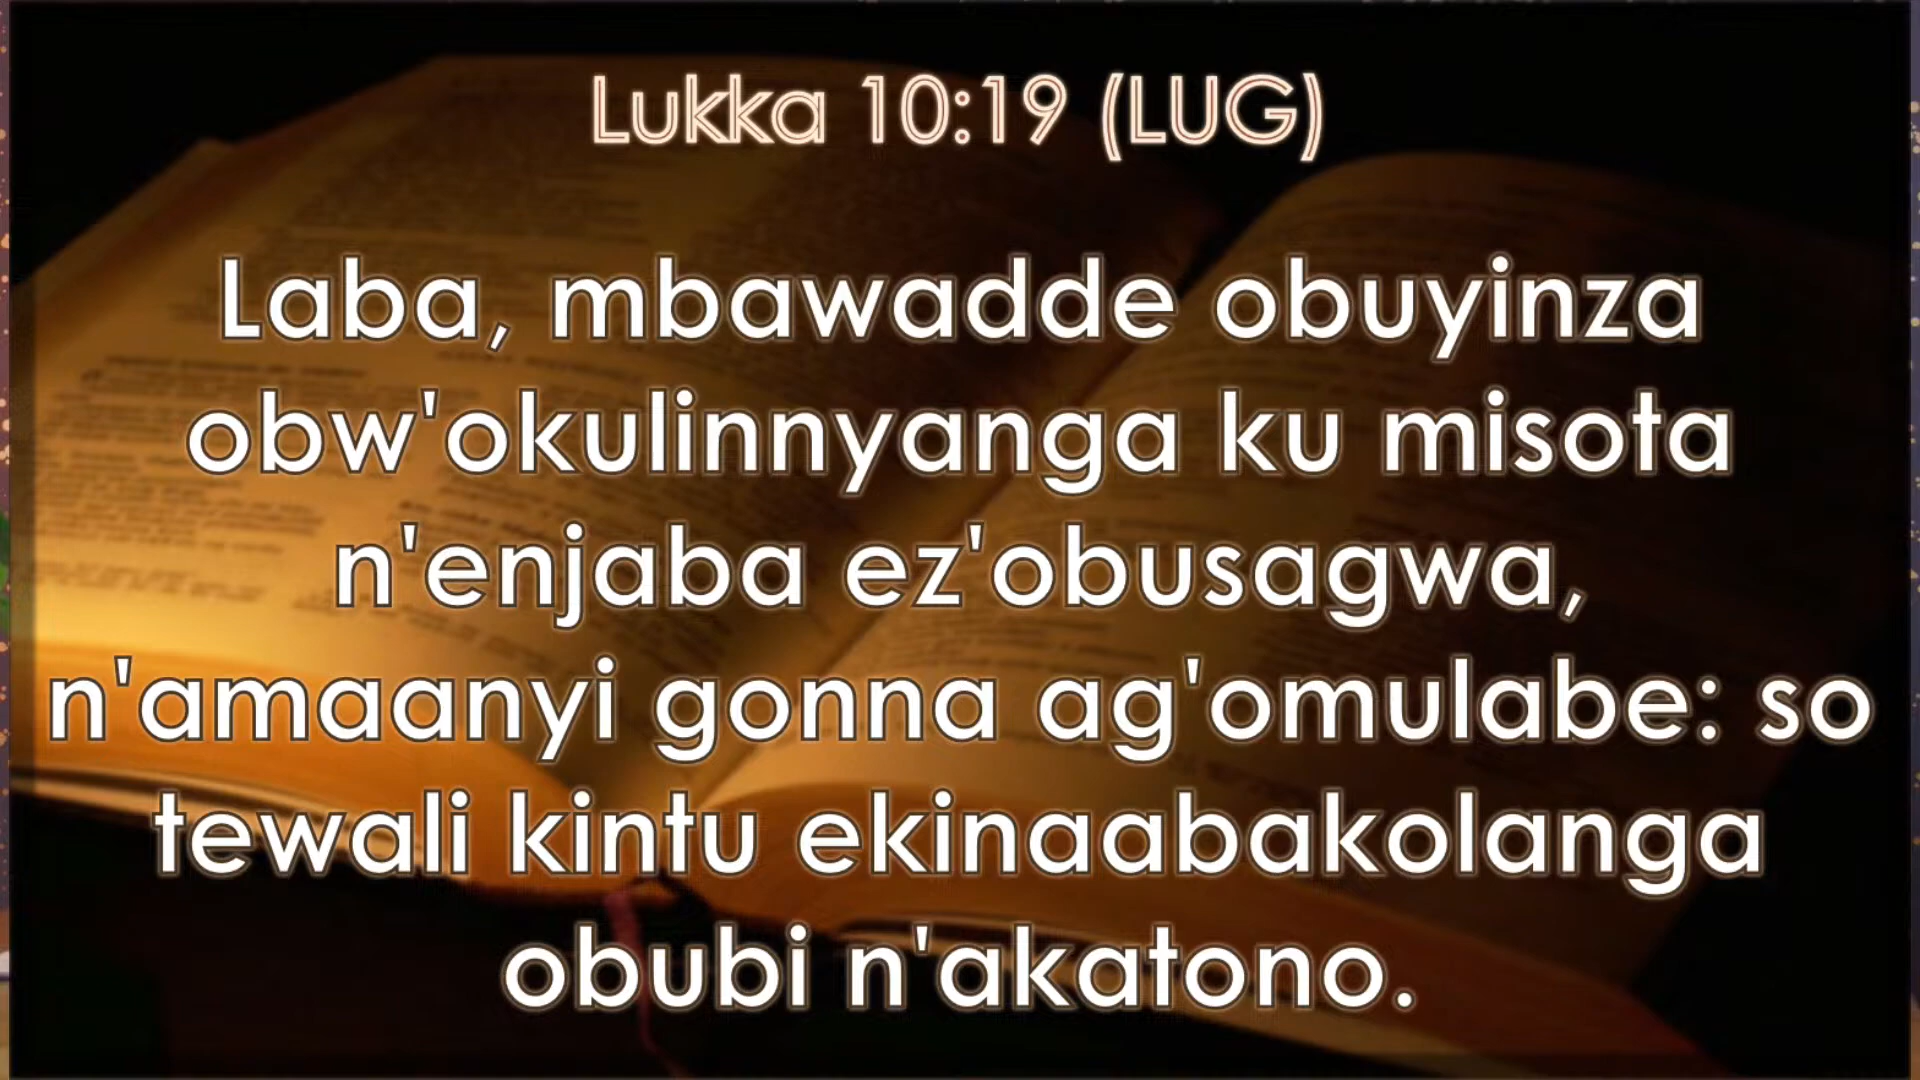 Lukka 10:19 (LUG)
Laba, mbawadde obuyinza
obw'okulinnyanga ku misota
n'enjaba ez'obusagwa,
n'amaanyi gonna ag'omulabe: so
tewali kintu ekinaabakolanga
obubi n'akatono.